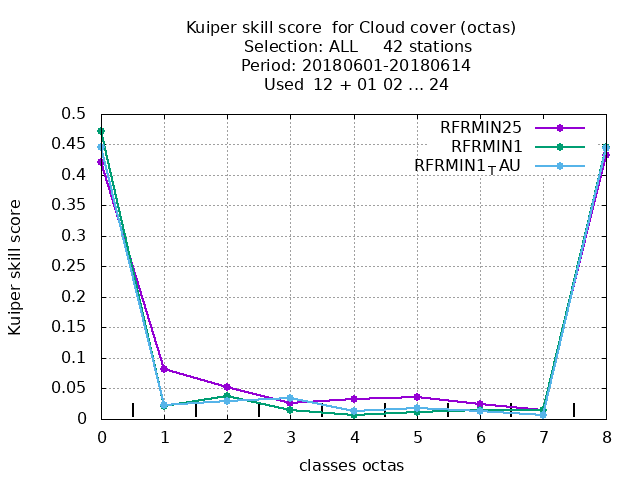 Kuiper skill score  for Cloud cover (octas)
Selection: ALL     42 stations
Period: 20180601-20180614
Used  12 + 01 02 ... 24
RFRMIN25
RFRMIN1
RFRMIN1TAU
0.5
0.45
0.4
0.35
0.3
0.25
0.2
0.15
0.1
0.05
0
Kuiper skill score
0 1 2 3 4 5 6 7 8
classes octas